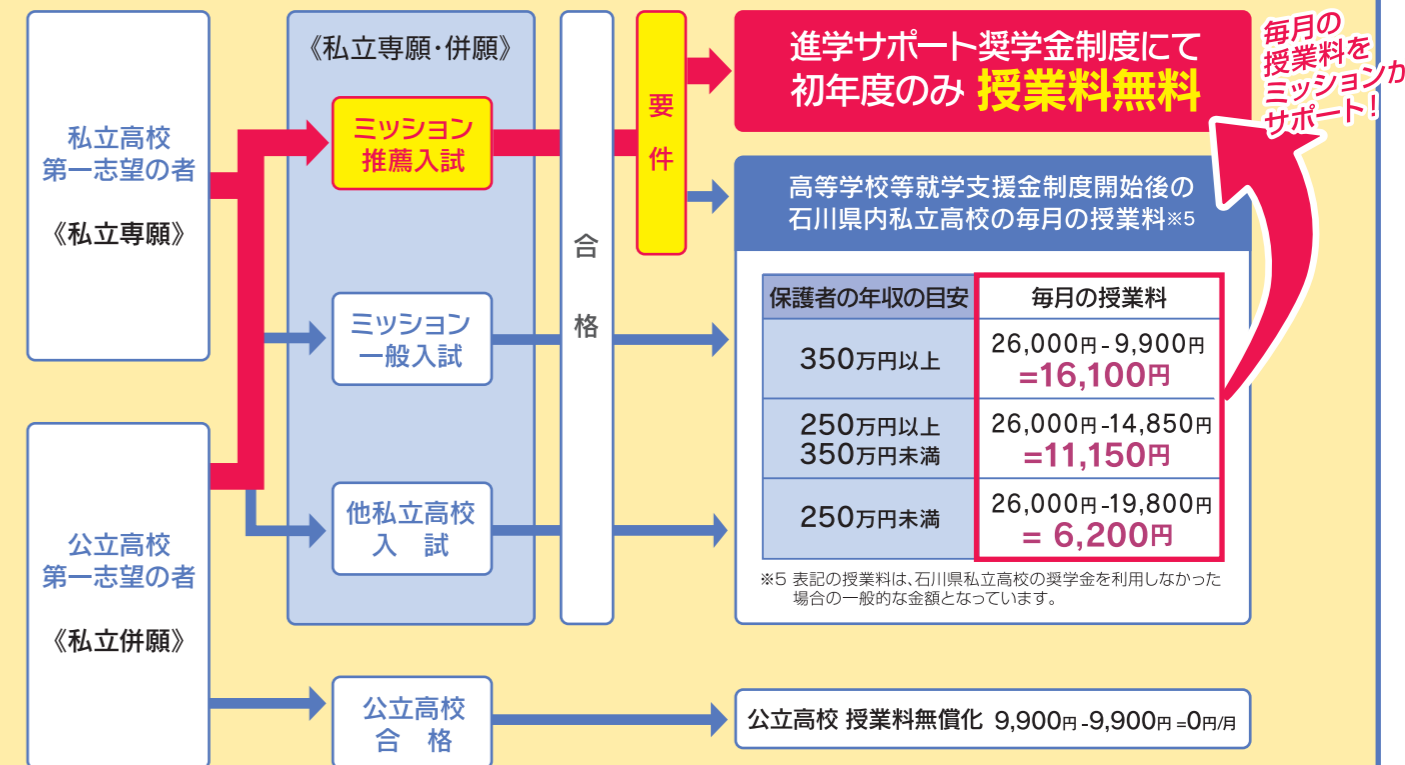 私立高校
第一志望の者
《私立専願》
公立高校
第一志望の者
《私立併願》
《私立専願・併願》
ミッション
推薦入試
ミッション
一般入試
他私立高校
入 試
公立高校
合 格
合格
要件
進学サポート奨学金制度にて
初年度のみ 授業料無料
毎月の
授業料を
ミッションが
サポート!
高等学校等就学支援金制度開始後の
石川県内私立高校の毎月の授業料※5
保護者の年収の目安 毎月の授業料
350万円以上
26,000円-9,900円
=16,100円
250万円以上
350万円未満
26,000円-14,850円
=11,150円
250万円未満
26,000円-19,800円
= 6,200円
※5 表記の授業料は、石川県私立高校の奨学金を利用しなかった
場合の一般的な金額となっています。
公立高校 授業料無償化 9,900円-9,900円=0円/月